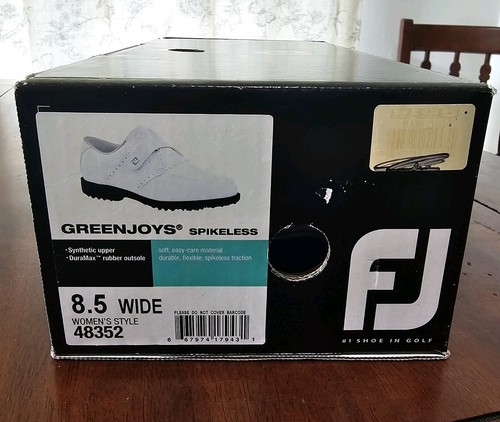 GREENJOYS® SPIKELESS
•Synthetic upper
•DuraMax™ rubber outsole
soft, easy-care material
durable, flexible, spikeless traction
8.5 WIDE
WOMEN'S STYLE
48352
PLEASE DO NOT COVER BARCODE
6 67974 17943 1
FJ
#1 SHOE IN GOLF